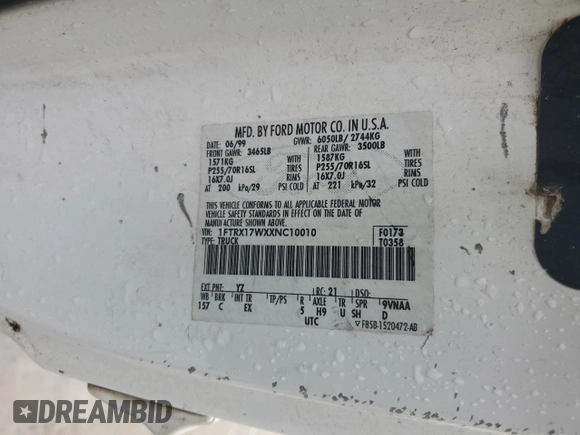 MFD. BY FORD MOTOR CO. IN U.S.A.
DATE: 06/99 GVWR: 6050LB/ 2744KG
FRONT GAWR: 3465LB REAR GAWR: 3500LB
1571KG WITH 1587KG WITH
P255/70R16SL TIRES P255/70R16SL TIRES
16X7.0J RIMS 16X7.0J RIMS
AT 200 kPa/29 PSI COLD AT 221 kPa/32 PSI COLD
THIS VEHICLE CONFORMS TO ALL APPLICABLE FEDERAL MOTOR
VEHICLE SAFETY STANDARDS IN EFFECT ON THE DATE OF
MANUFACTURE SHOWN ABOVE.
VIN: 1FTRX17WXXNC10010 F0173
TYPE: TRUCK T0358
EXT PNT: YZ RC: 21 DSO:
WB BRK INT TR TP/PS R AXLE TR SPR 9VNAA
157 C EX 5 H9 U SH D
UTC F85B-1520472-AB
DREAMBID